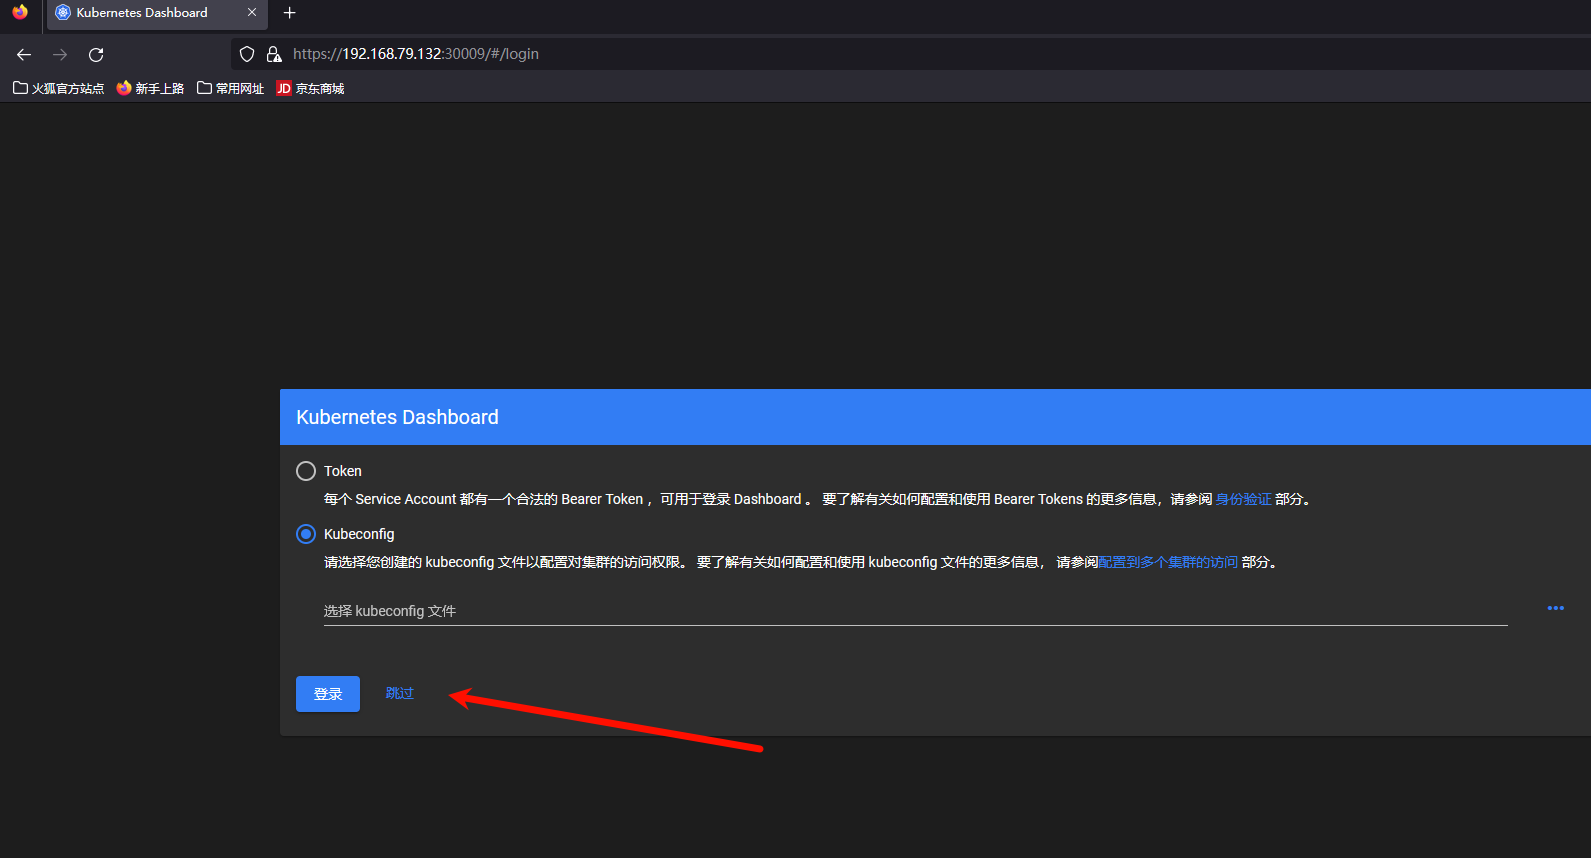 Kubernetes Dashboard
https://192.168.79.132:30009/#/login
火狐官方站点 新手上路 常用网址 JD 京东商城
Kubernetes Dashboard
Token
每个 Service Account 都有一个合法的 Bearer Token ，可用于登录 Dashboard 。 要了解有关如何配置和使用 Bearer Tokens 的更多信息，请参阅 身份验证 部分。
Kubeconfig
请选择您创建的 kubeconfig 文件以配置对集群的访问权限。 要了解有关如何配置和使用 kubeconfig 文件的更多信息， 请参阅配置到多个集群的访问 部分。
选择 kubeconfig 文件
登录 跳过